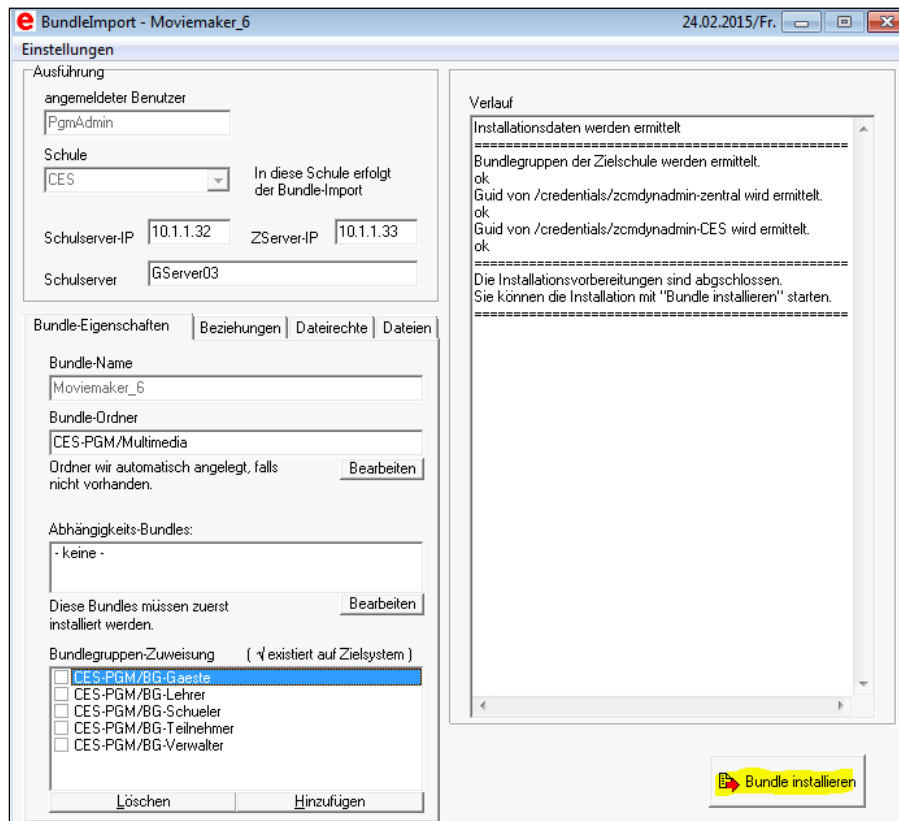 e BundleImport - Moviemaker_6 24.02.2015/Fr.
Einstellungen
Ausführung
angemeldeter Benutzer
PgmAdmin
Schule
CES
In diese Schule erfolgt
der Bundle-Import
Schulserver-IP 10.1.1.32 ZServer-IP 10.1.1.33
Schulserver GServer03
Bundle-Eigenschaften Beziehungen Dateirechte Dateien
Bundle-Name
Moviemaker_6
Bundle-Ordner
CES-PGM/Multimedia
Ordner wir automatisch angelegt, falls
nicht vorhanden.
Bearbeiten
Abhängigkeits-Bundles:
- keine -
Diese Bundles müssen zuerst
installiert werden.
Bearbeiten
Bundlegruppen-Zuweisung ( √ existiert auf Zielsystem )
CES-PGM/BG-Gaeste
CES-PGM/BG-Lehrer
CES-PGM/BG-Schueler
CES-PGM/BG-Teilnehmer
CES-PGM/BG-Verwalter
Löschen Hinzufügen
Verlauf
Installationsdaten werden ermittelt
================================================
Bundlegruppen der Zielschule werden ermittelt.
ok
Guid von /credentials/zcmdynadmin-zentral wird ermittelt.
ok
Guid von /credentials/zcmdynadmin-CES wird ermittelt.
ok
================================================
Die Installationsvorbereitungen sind abgschlossen.
Sie können die Installation mit "Bundle installieren" starten.
================================================
Bundle installieren